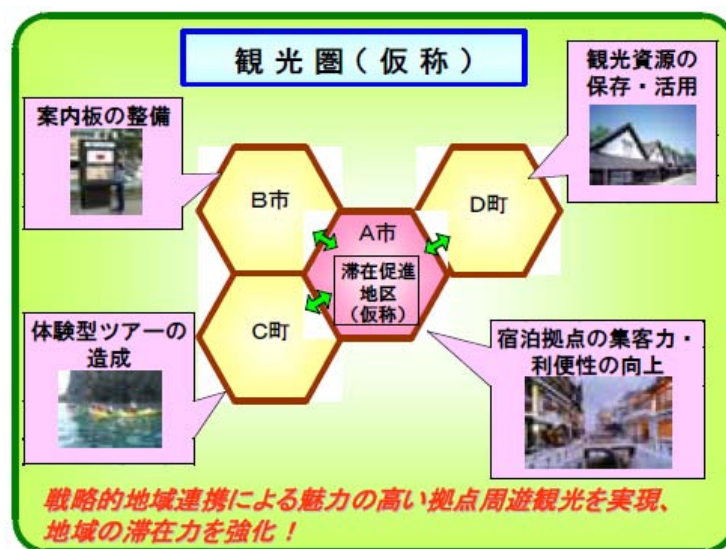 観光圏(仮称)
案内板の整備
観光資源の
保存・活用
B市
D町
A市
滞在促進
地区
(仮称)
C町
体験型ツアーの
造成
宿泊拠点の集客力・
利便性の向上
戦略的地域連携による魅力の高い拠点周遊観光を実現、
地域の滞在力を強化！